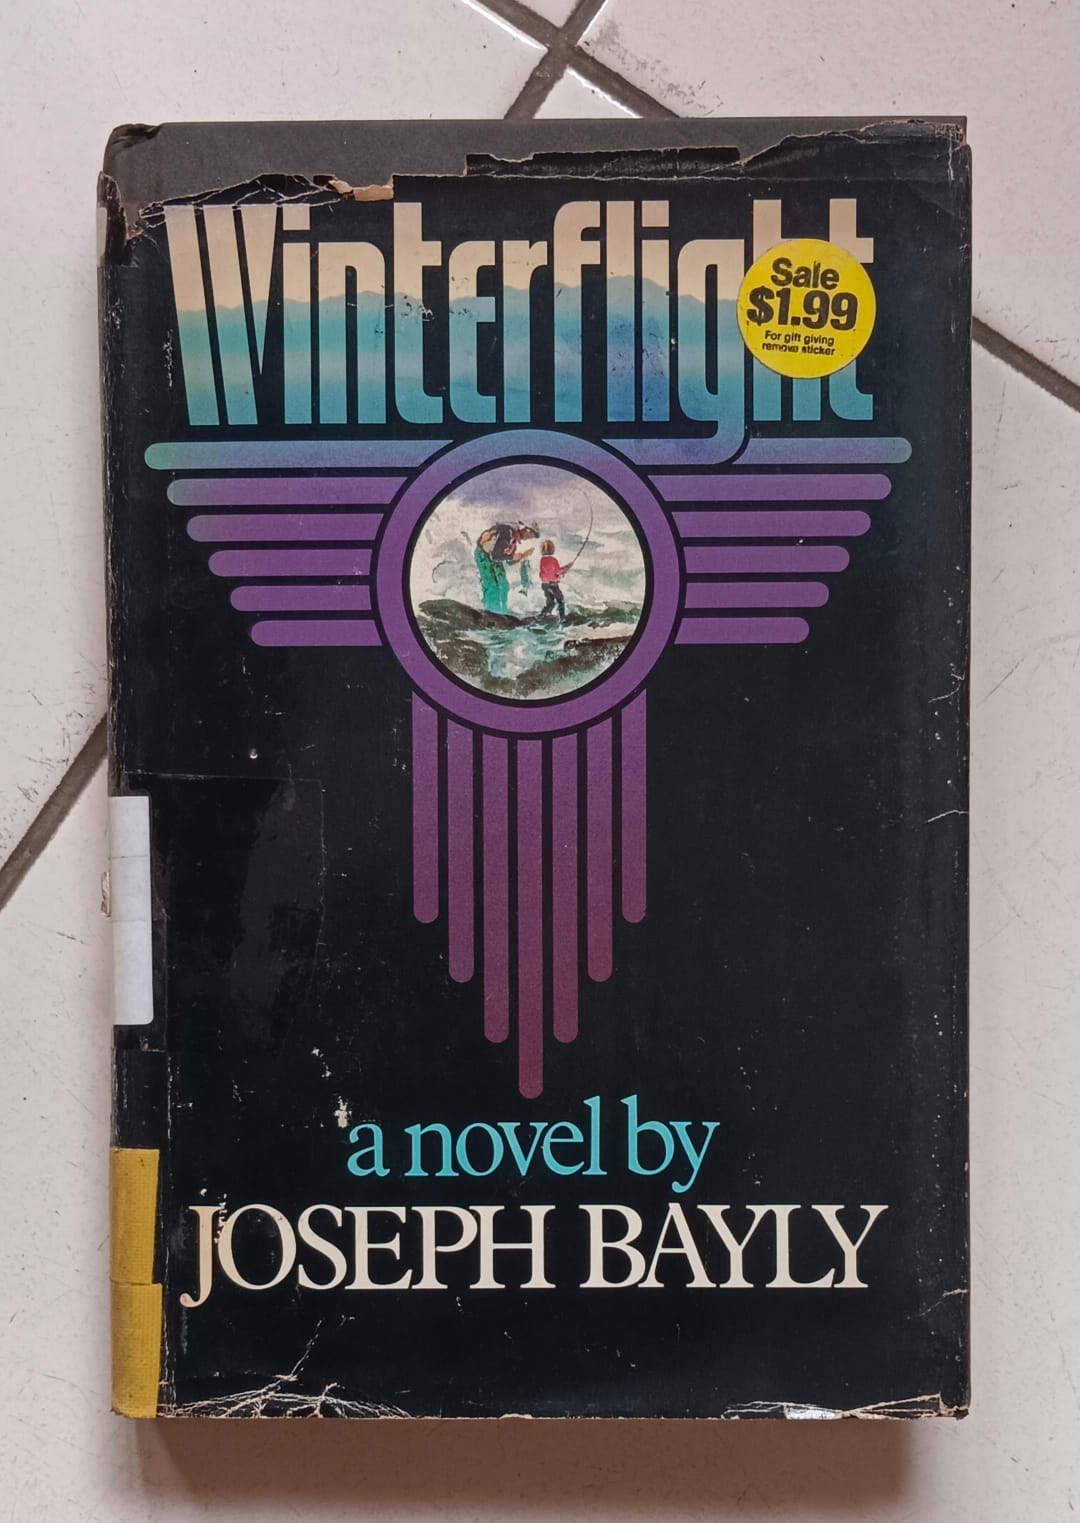 Winterflight
Sale
$1.99
For gift giving
remove sticker
a novel by
JOSEPH BAYLY